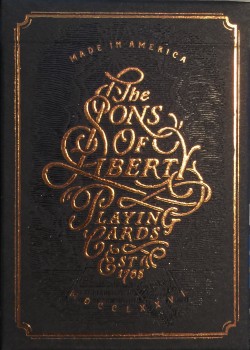 MADE IN AMERICA
The
SONS
OF
LIBERTY
PLAYING
CARDS
EST
MDCCLXXVI